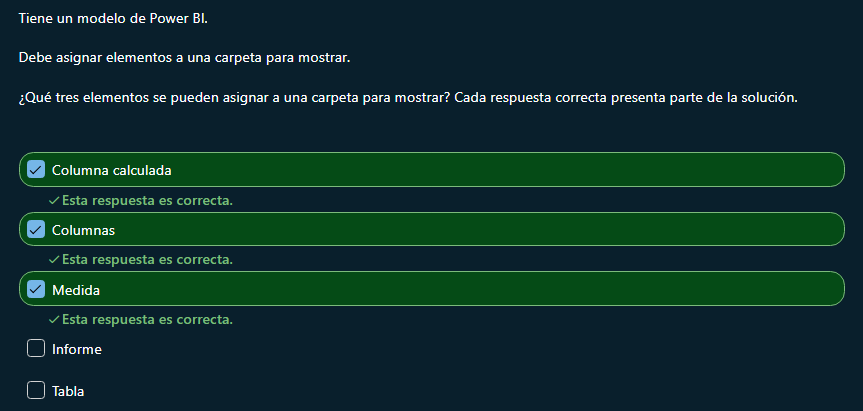 Tiene un modelo de Power BI.
Debe asignar elementos a una carpeta para mostrar.
¿Qué tres elementos se pueden asignar a una carpeta para mostrar? Cada respuesta correcta presenta parte de la solución.
Columna calculada
Esta respuesta es correcta.
Columnas
Esta respuesta es correcta.
Medida
Esta respuesta es correcta.
Informe
Tabla